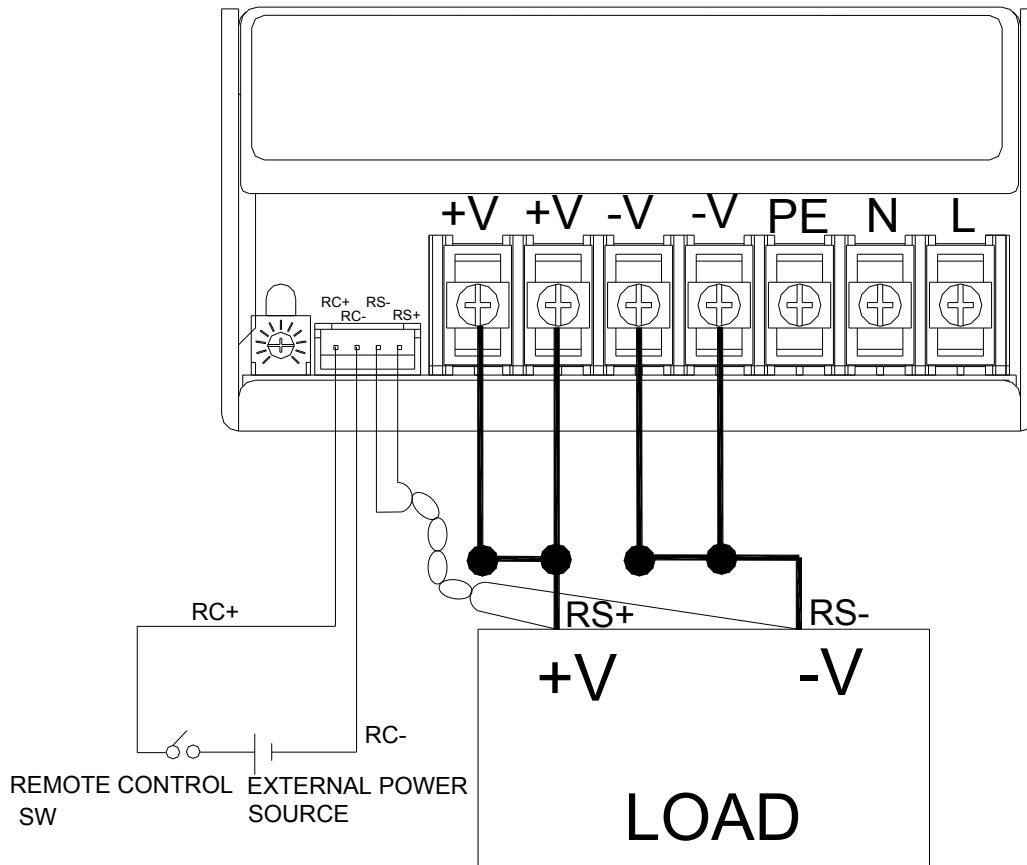 +V +V -V -V PE N L
RC+ RS-
RC- RS+
RC+
RS+ RS-
+V -V
RC-
REMOTE CONTROL EXTERNAL POWER
SW SOURCE
LOAD